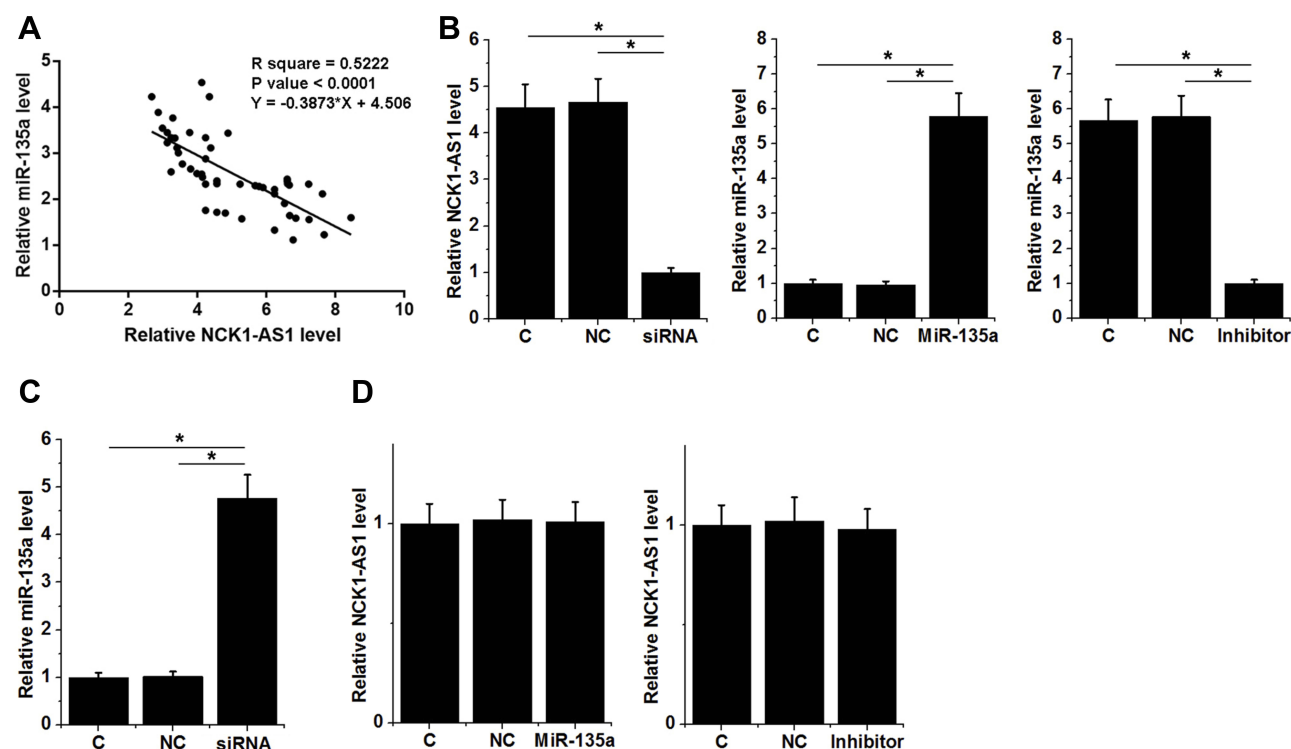 A
Relative miR-135a level
5
4
3
2
1
0
R square = 0.5222
P value < 0.0001
Y = -0.3873*X + 4.506
0 2 4 6 8 10
Relative NCK1-AS1 level
B
Relative NCK1-AS1 level
6
5
4
3
2
1
0
*
*
C NC siRNA
Relative miR-135a level
8
7
6
5
4
3
2
1
0
*
*
C NC MiR-135a
Relative miR-135a level
8
7
6
5
4
3
2
1
0
*
*
C NC Inhibitor
C
Relative miR-135a level
6
5
4
3
2
1
0
*
*
C NC siRNA
D
Relative NCK1-AS1 level
1
0
C NC MiR-135a
Relative NCK1-AS1 level
1
0
C NC Inhibitor